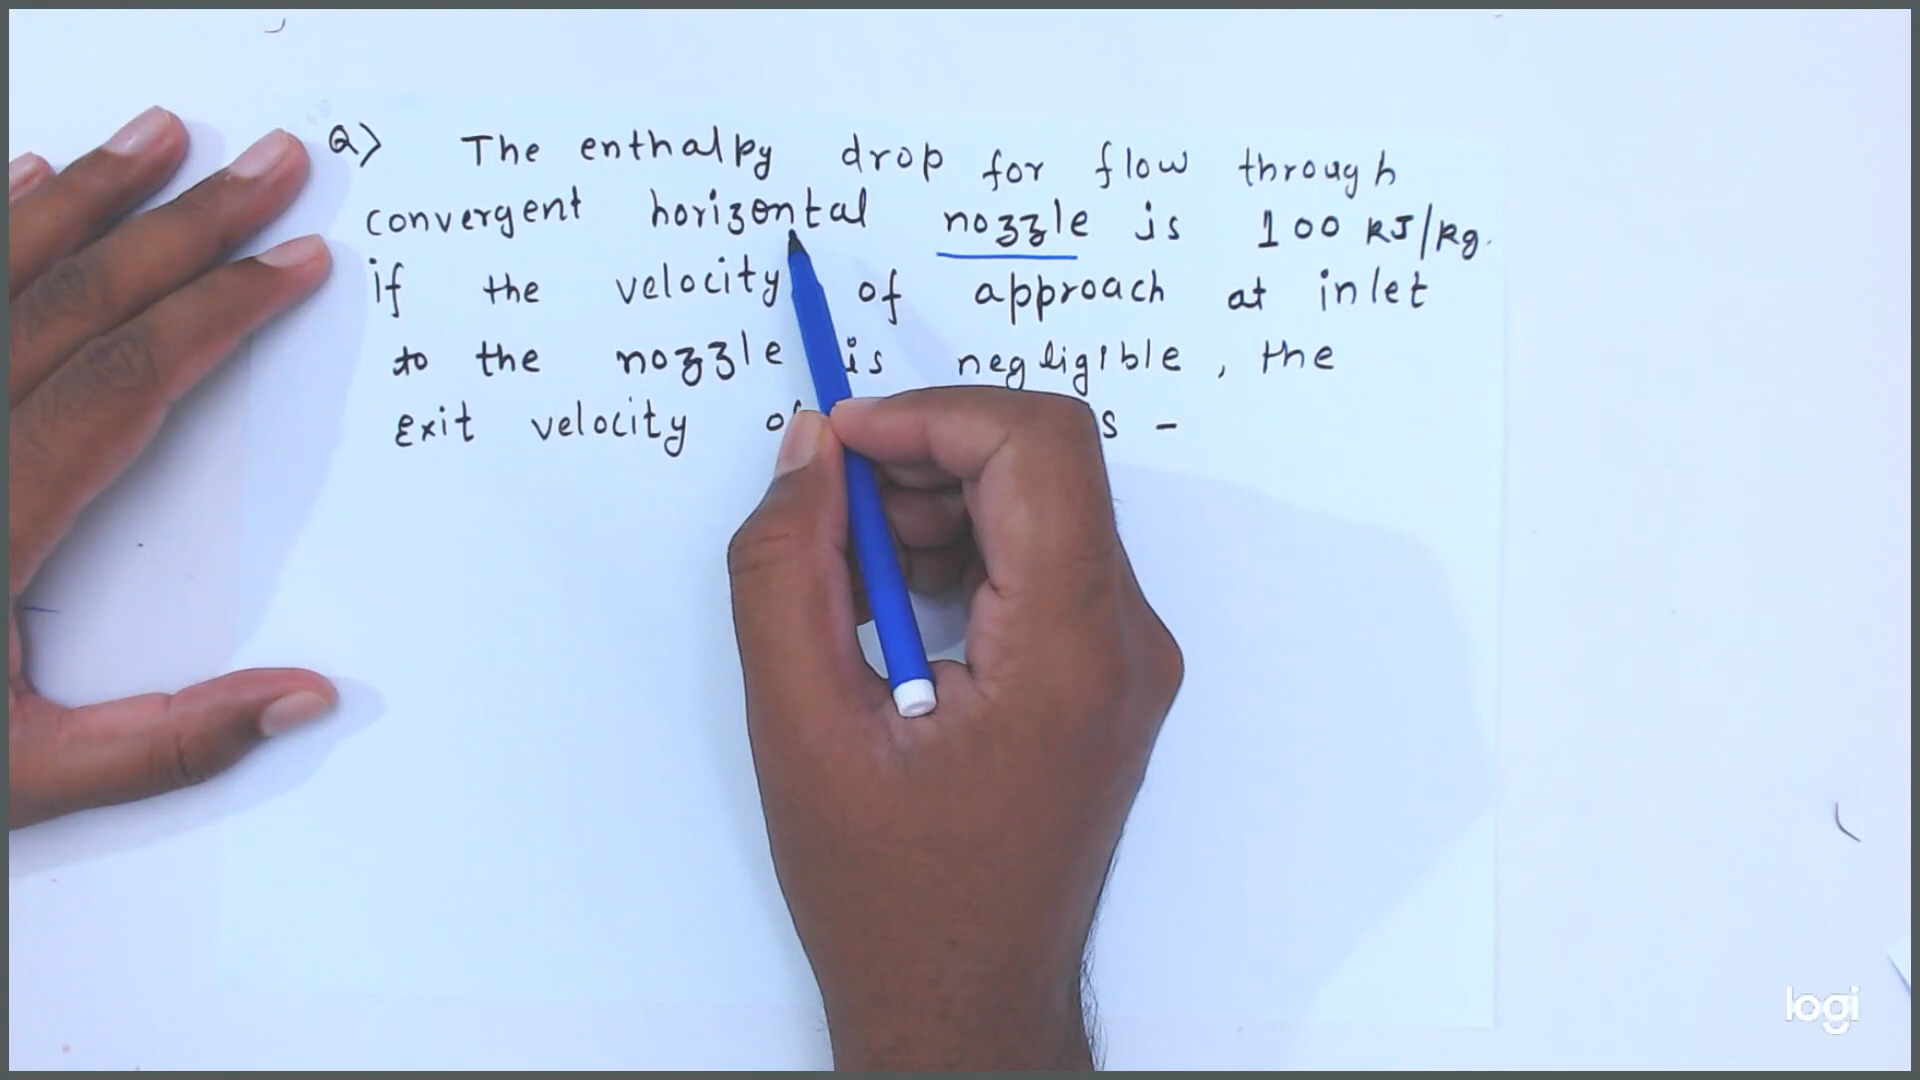 Q) The enthalpy drop for flow through
convergent horizontal nozzle is 100 kJ/kg.
if the velocity of approach at inlet
to the nozzle is negligible, the
Exit velocity
logi